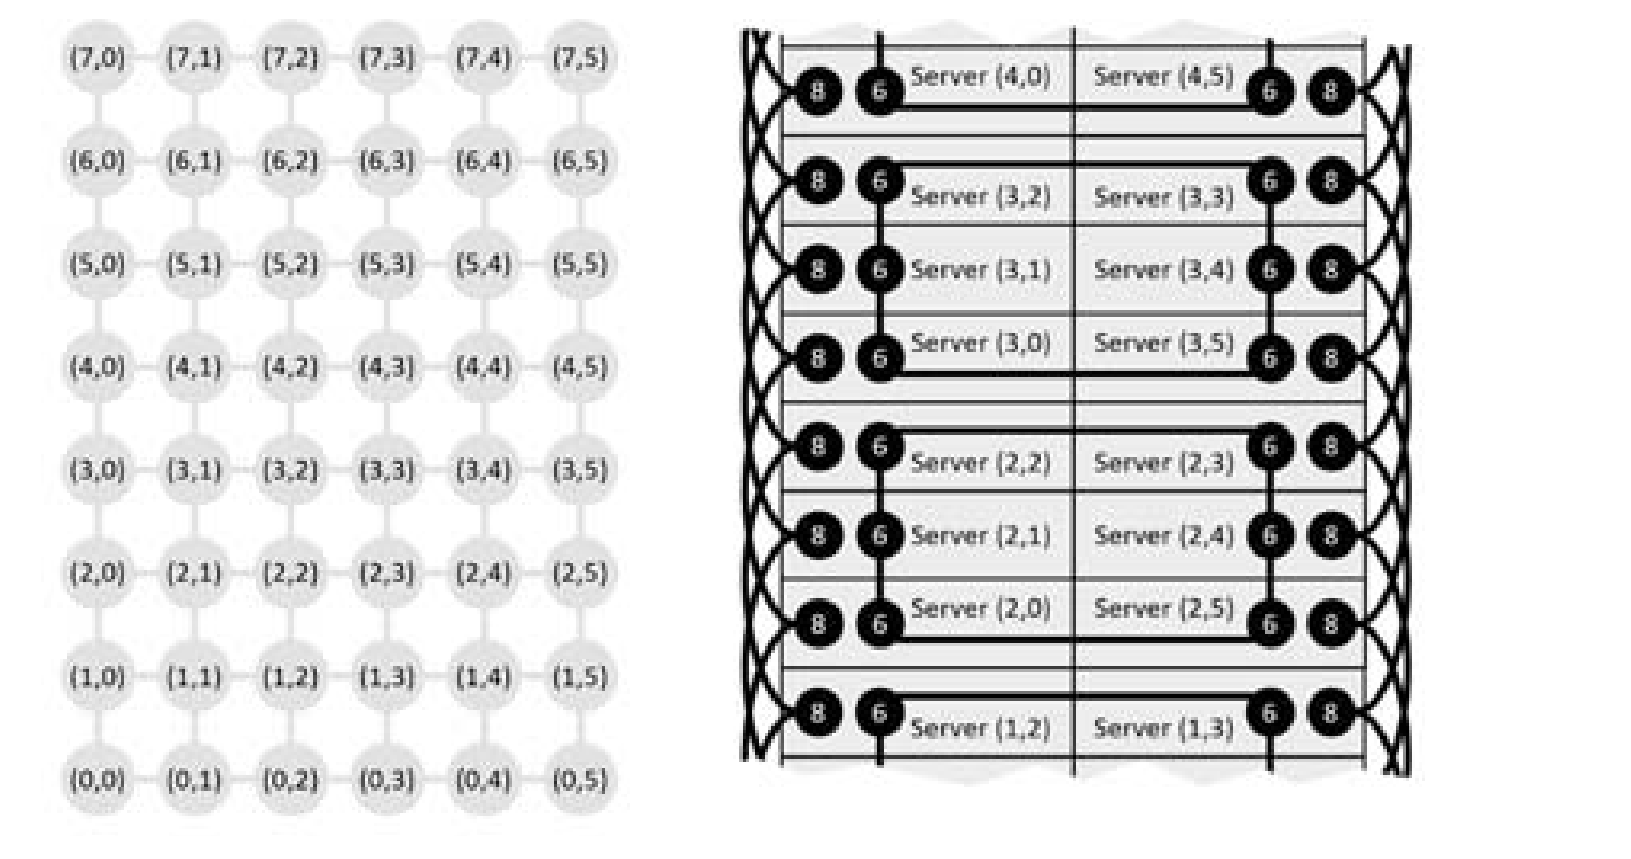 (7,0) (7,1) (7,2) (7,3) (7,4) (7,5)
(6,0) (6,1) (6,2) (6,3) (6,4) (6,5)
(5,0) (5,1) (5,2) (5,3) (5,4) (5,5)
(4,0) (4,1) (4,2) (4,3) (4,4) (4,5)
(3,0) (3,1) (3,2) (3,3) (3,4) (3,5)
(2,0) (2,1) (2,2) (2,3) (2,4) (2,5)
(1,0) (1,1) (1,2) (1,3) (1,4) (1,5)
(0,0) (0,1) (0,2) (0,3) (0,4) (0,5)
8 6 Server (4,0) Server (4,5) 6 8
8 6 Server (3,2) Server (3,3) 6 8
8 6 Server (3,1) Server (3,4) 6 8
8 6 Server (3,0) Server (3,5) 6 8
8 6 Server (2,2) Server (2,3) 6 8
8 6 Server (2,1) Server (2,4) 6 8
8 6 Server (2,0) Server (2,5) 6 8
8 6 Server (1,2) Server (1,3) 6 8